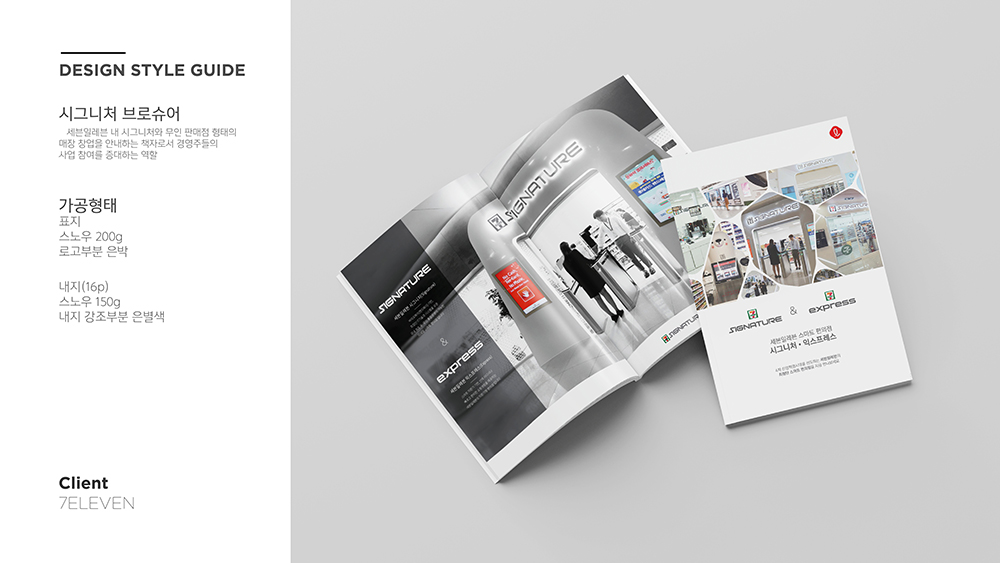 DESIGN STYLE GUIDE
시그니처 브로슈어
세븐일레븐 내 시그니처와 무인 판매점 형태의
매장 창업을 안내하는 책자로서 경영주들의
사업 참여를 증대하는 역할
가공형태
표지
스노우 200g
로고부분 은박
내지(16p)
스노우 150g
내지 강조부분 은별색
Client
7ELEVEN
SIGNATURE
SIGNATURE
&
express
SIGNATURE
SIGNATURE
SIGNATURE & express
세븐일레븐 스마트 편의점
시그니처 • 익스프레스